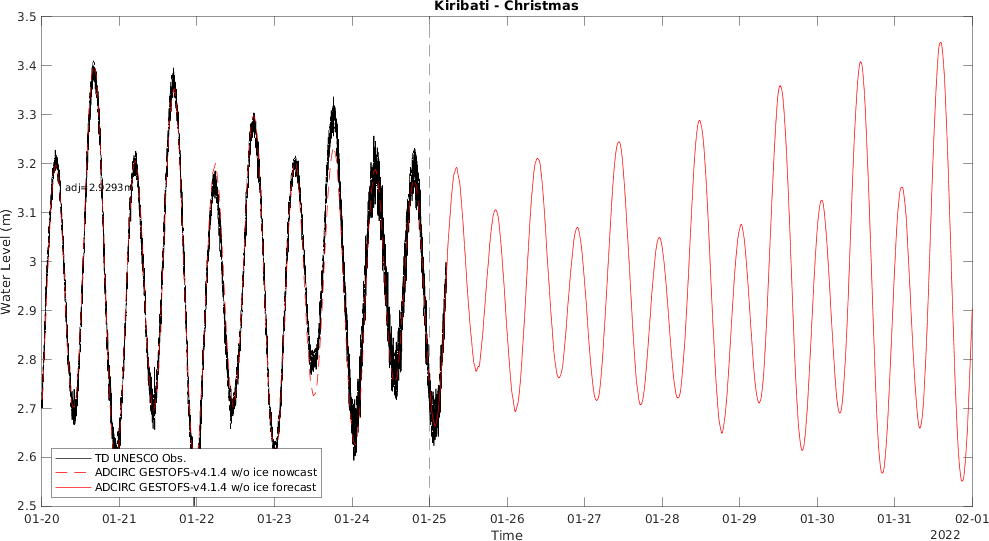 Kiribati - Christmas
3.5
3.4
3.3
3.2
adj=2.9293m
3.1
Water Level (m)
3
2.9
2.8
2.7
2.6
2.5
TD UNESCO Obs.
ADCIRC GESTOFS-v4.1.4 w/o ice nowcast
ADCIRC GESTOFS-v4.1.4 w/o ice forecast
01-20 01-21 01-22 01-23 01-24 01-25 01-26 01-27 01-28 01-29 01-30 01-31 02-01
Time
2022